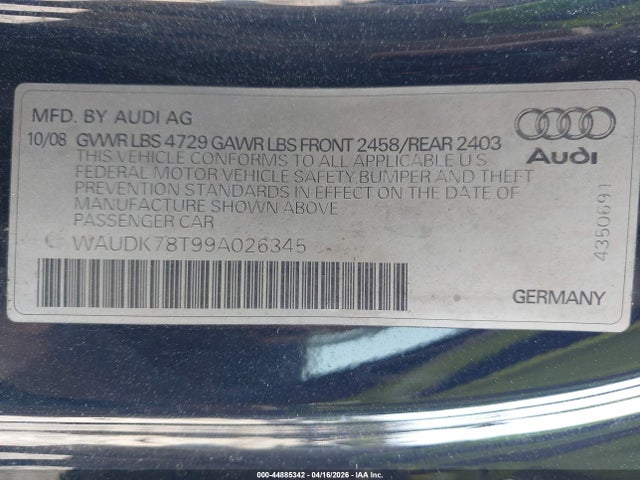 MFD. BY AUDI AG
10/08 GVWR LBS 4729 GAWR LBS FRONT 2458/REAR 2403
THIS VEHICLE CONFORMS TO ALL APPLICABLE U S
FEDERAL MOTOR VEHICLE SAFETY BUMPER AND THEFT
PREVENTION STANDARDS IN EFFECT ON THE DATE OF
MANUFACTURE SHOWN ABOVE
PASSENGER CAR
WAUDK78T99A026345
Audi
4350691
GERMANY
000-44885342 - 04/16/2026 - IAA Inc.